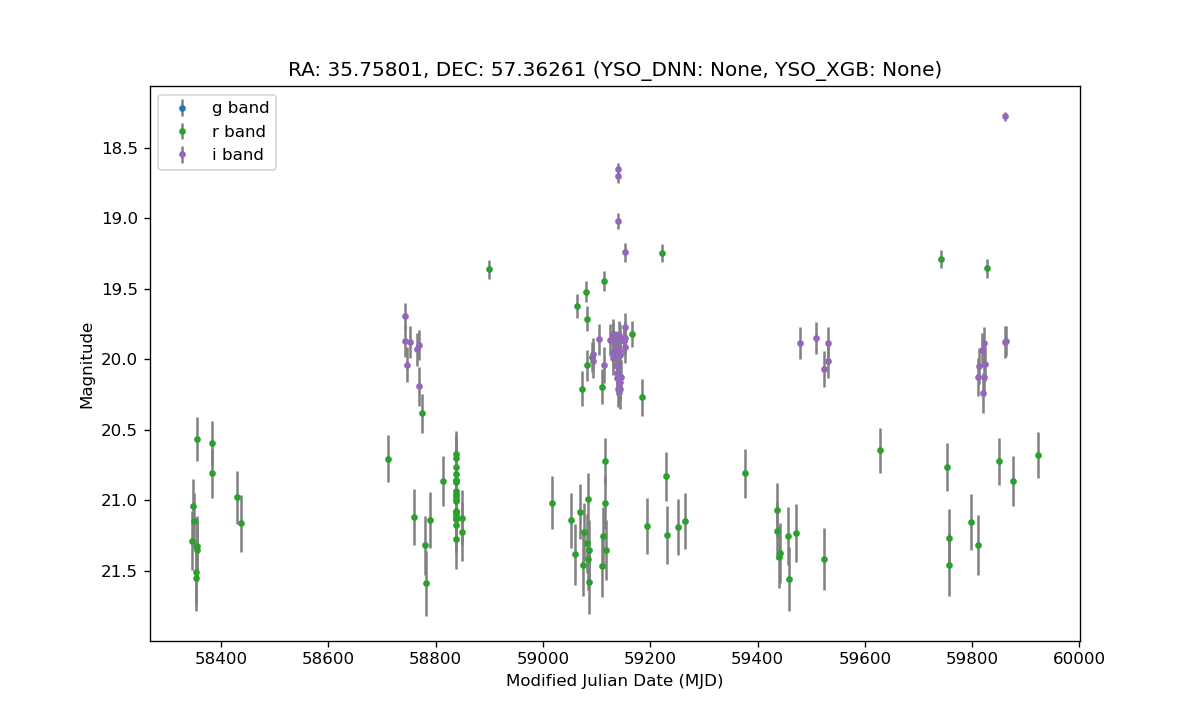 RA: 35.75801, DEC: 57.36261 (YSO_DNN: None, YSO_XGB: None)
g band
r band
i band
18.5
19.0
19.5
20.0
20.5
21.0
21.5
Magnitude
58400 58600 58800 59000 59200 59400 59600 59800 60000
Modified Julian Date (MJD)